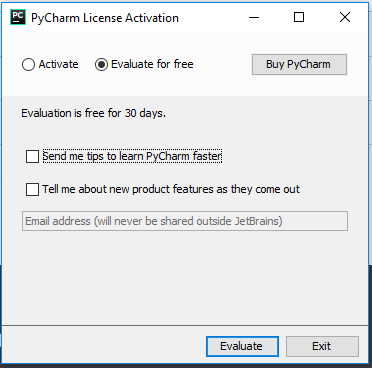 PC PyCharm License Activation
Activate Evaluate for free Buy PyCharm
Evaluation is free for 30 days.
Send me tips to learn PyCharm faster
Tell me about new product features as they come out
Email address (will never be shared outside JetBrains)
Evaluate Exit